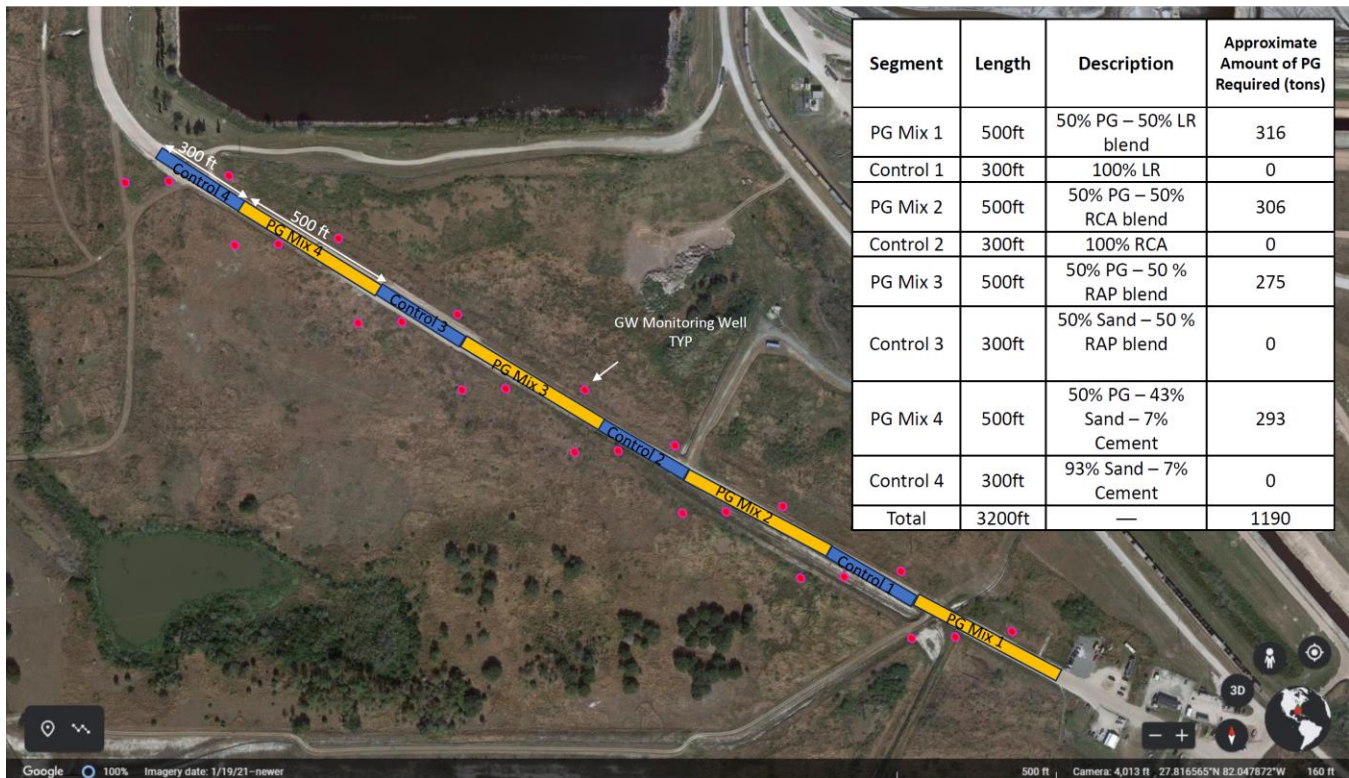 Segment
Length
Description
Approximate
Amount of PG
Required (tons)
PG Mix 1
500ft
50% PG – 50% LR
blend
316
Control 1
300ft
100% LR
0
PG Mix 2
500ft
50% PG – 50%
RCA blend
306
Control 2
300ft
100% RCA
0
PG Mix 3
500ft
50% PG – 50 %
RAP blend
275
Control 3
300ft
50% Sand – 50 %
RAP blend
0
PG Mix 4
500ft
50% PG – 43%
Sand – 7%
Cement
293
Control 4
300ft
93% Sand – 7%
Cement
0
Total
3200ft
—
1190
300 ft
Control 4
500 ft
PG Mix 4
Control 3
GW Monitoring Well
TYP
PG Mix 3
Control 2
PG Mix 2
Control 1
PG Mix 1
3D
Google
100%
Imagery date: 1/19/21–newer
500 ft
Camera: 4,013 ft
27.816565°N 82.047872°W
160 ft